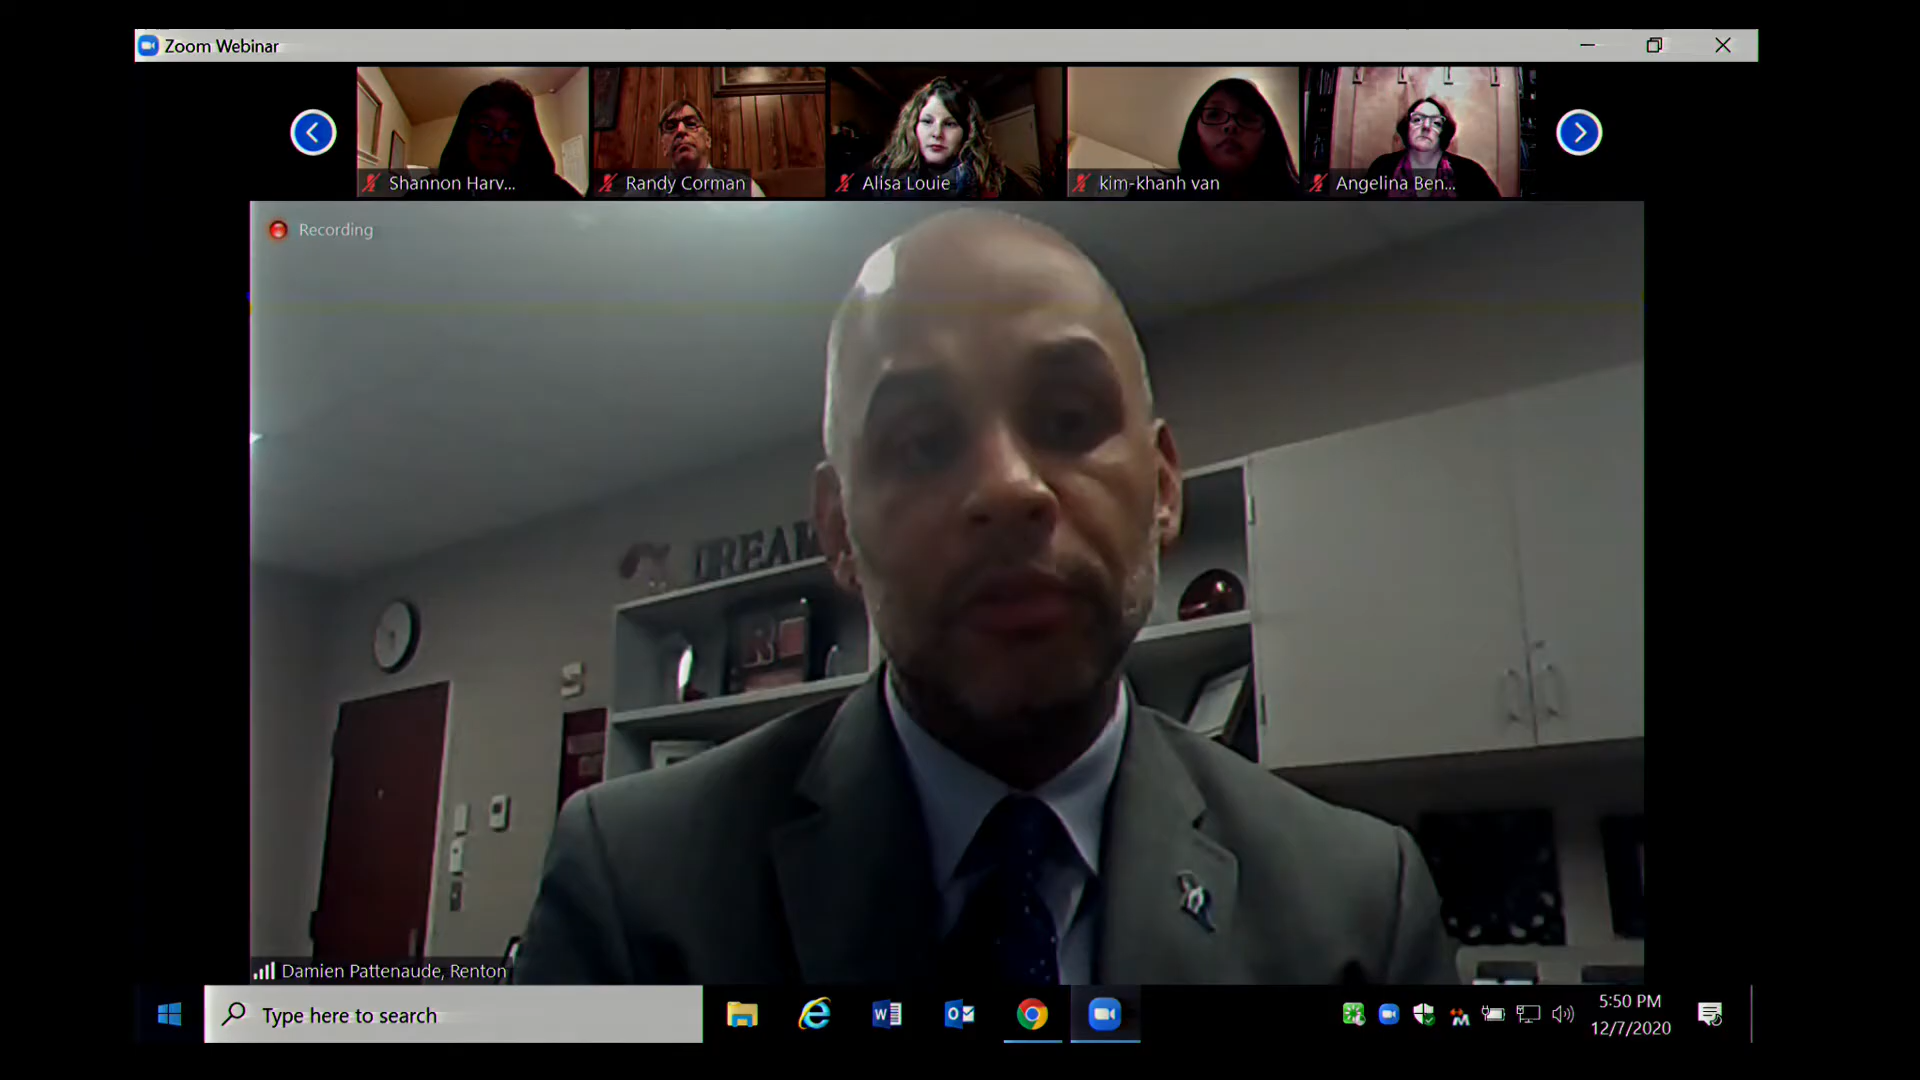 Zoom Webinar
Shannon Harv...
Randy Corman
Alisa Louie
kim-khanh van
Angelina Ben...
Recording
DREAM
Damien Pattenaude, Renton
Type here to search
5:50 PM
12/7/2020